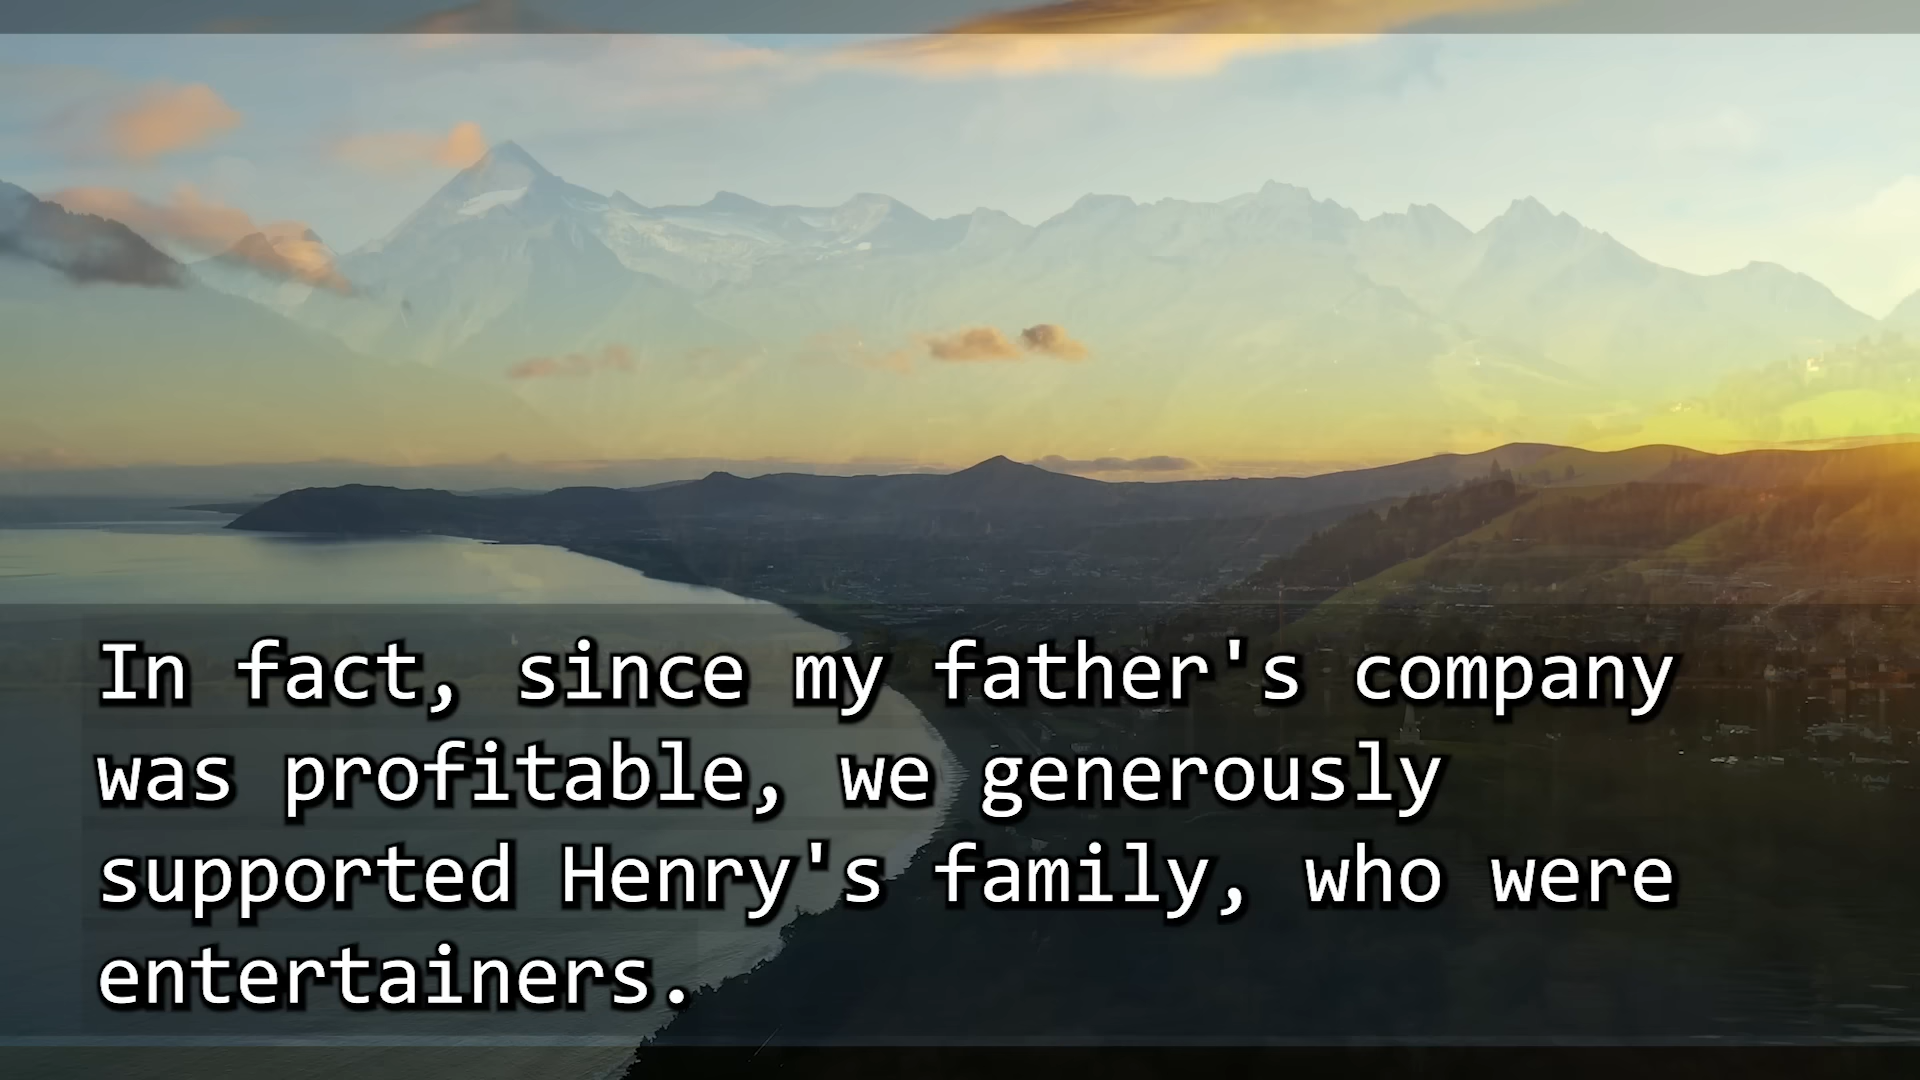 In fact, since my father's company
was profitable, we generously
supported Henry's family, who were
entertainers.